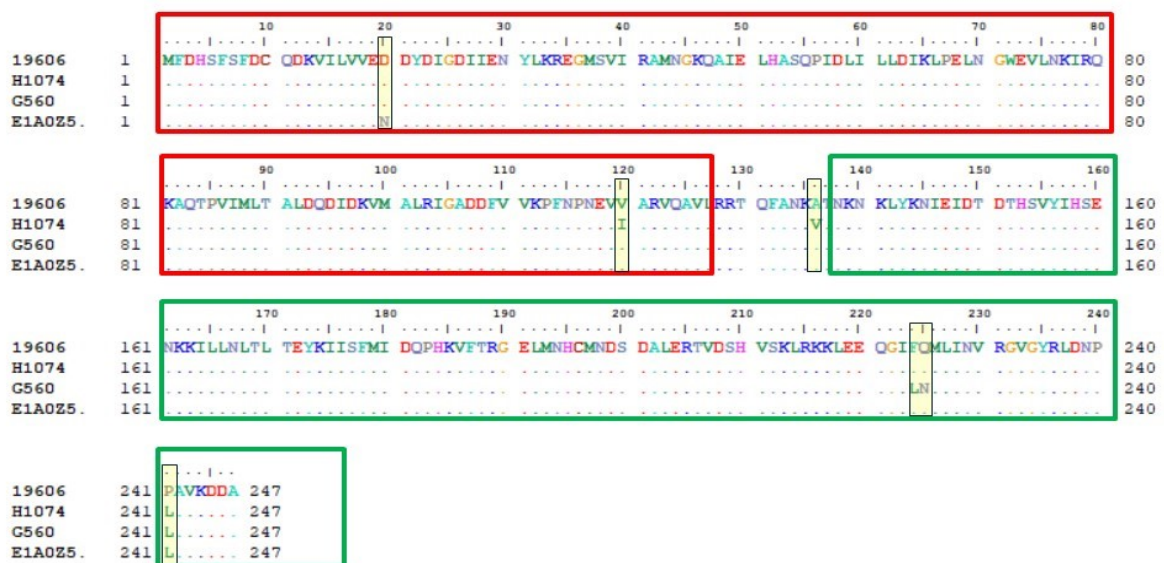 10 20 30 40 50 60 70 80
....|....| ....|....| ....|....| ....|....| ....|....| ....|....| ....|....| ....|....|
19606 1 MFDHSFSFDC QDKVILVVED DYDIGDIIEN YLKREGMSVI RAMNGKQAIE LHASQPIDLI LLDIKLPELN GWEVLNKIRQ 80
H1074 1 .......... .......... .......... .......... .......... .......... .......... .......... 80
G560 1 .......... .......... .......... .......... .......... .......... .......... .......... 80
E1A0Z5. 1 .......... .........N .......... .......... .......... .......... .......... .......... 80
90 100 110 120 130 140 150 160
....|....| ....|....| ....|....| ....|....| ....|....| ....|....| ....|....| ....|....|
19606 81 KAQTPVIMLT ALDQDIDKVM ALRIGADDFV VKPFNPNEVV ARVQAVLRRT QFANKATNKN KLYKNIEIDT DTHSVYIHSE 160
H1074 81 .......... .......... .......... .........I .......... .....V.... .......... .......... 160
G560 81 .......... .......... .......... .......... .......... .......... .......... .......... 160
E1A0Z5. 81 .......... .......... .......... .......... .......... .......... .......... .......... 160
170 180 190 200 210 220 230 240
....|....| ....|....| ....|....| ....|....| ....|....| ....|....| ....|....| ....|....|
19606 161 NKKILLNLTL TEYKIISFMI DQPHKVFTRG ELMNHCMNDS DALERTVDSH VSKLRKKLEE QGIFQMLINV RGVGYRLDNP 240
H1074 161 .......... .......... .......... .......... .......... .......... .......... .......... 240
G560 161 .......... .......... .......... .......... .......... .......... ...LN..... .......... 240
E1A0Z5. 161 .......... .......... .......... .......... .......... .......... .......... .......... 240
....|..
19606 241 PAVKDDA 247
H1074 241 L...... 247
G560 241 L...... 247
E1A0Z5. 241 L...... 247